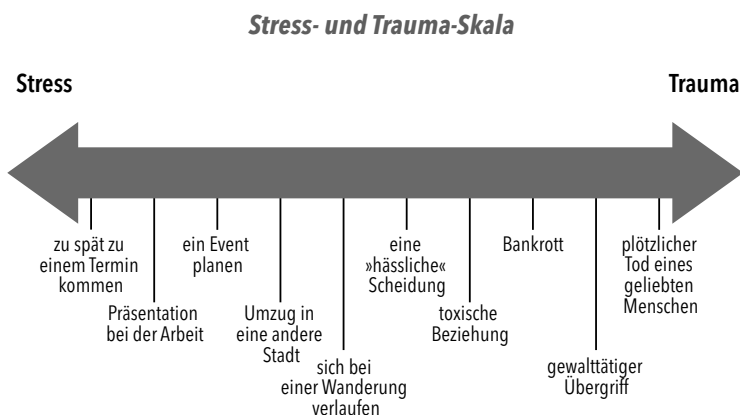 Stress- und Trauma-Skala
Stress
Trauma
zu spät zu
einem Termin
kommen
Präsentation
bei der Arbeit
ein Event
planen
Umzug in
eine andere
Stadt
sich bei
einer Wanderung
verlaufen
eine
»hässliche«
Scheidung
toxische
Beziehung
Bankrott
gewalttätiger
Übergriff
plötzlicher
Tod eines
geliebten
Menschen